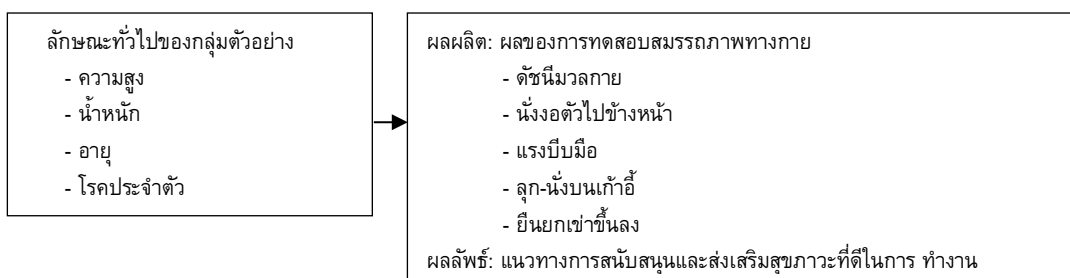 ลักษณะทั่วไปของกลุ่มตัวอย่าง
- ความสูง
- น้ำหนัก
- อายุ
- โรคประจำตัว
ผลผลิต: ผลของการทดสอบสมรรถภาพทางกาย
- ดัชนีมวลกาย
- นั่งงอตัวไปข้างหน้า
- แรงบีบมือ
- ลุก-นั่งบนเก้าอี้
- ยืนยกเข่าขึ้นลง
ผลลัพธ์: แนวทางการสนับสนุนและส่งเสริมสุขภาวะที่ดีในการ ทำงาน